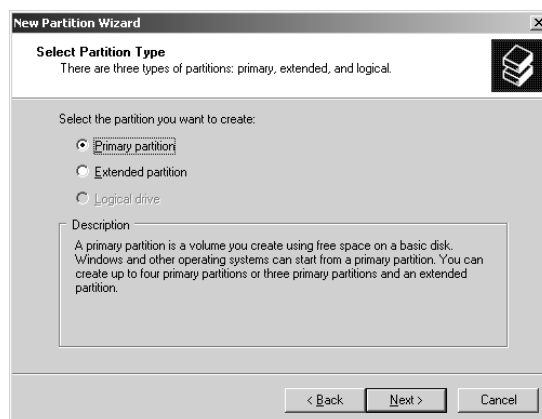 New Partition Wizard
Select Partition Type
There are three types of partitions: primary, extended, and logical.
Select the partition you want to create:
Primary partition
Extended partition
Logical drive
Description
A primary partition is a volume you create using free space on a basic disk.
Windows and other operating systems can start from a primary partition. You can
create up to four primary partitions or three primary partitions and an extended
partition.
< Back
Next >
Cancel